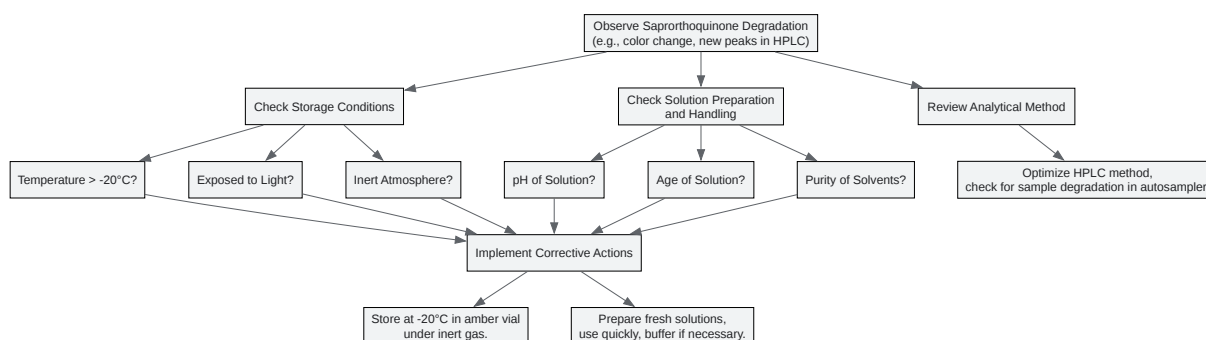 Observe Saprorthoquinone Degradation
(e.g., color change, new peaks in HPLC)
Check Storage Conditions
Check Solution Preparation
and Handling
Review Analytical Method
Temperature > -20°C?
Exposed to Light?
Inert Atmosphere?
pH of Solution?
Age of Solution?
Purity of Solvents?
Optimize HPLC method,
check for sample degradation in autosampler
Implement Corrective Actions
Store at -20°C in amber vial
under inert gas.
Prepare fresh solutions,
use quickly, buffer if necessary.